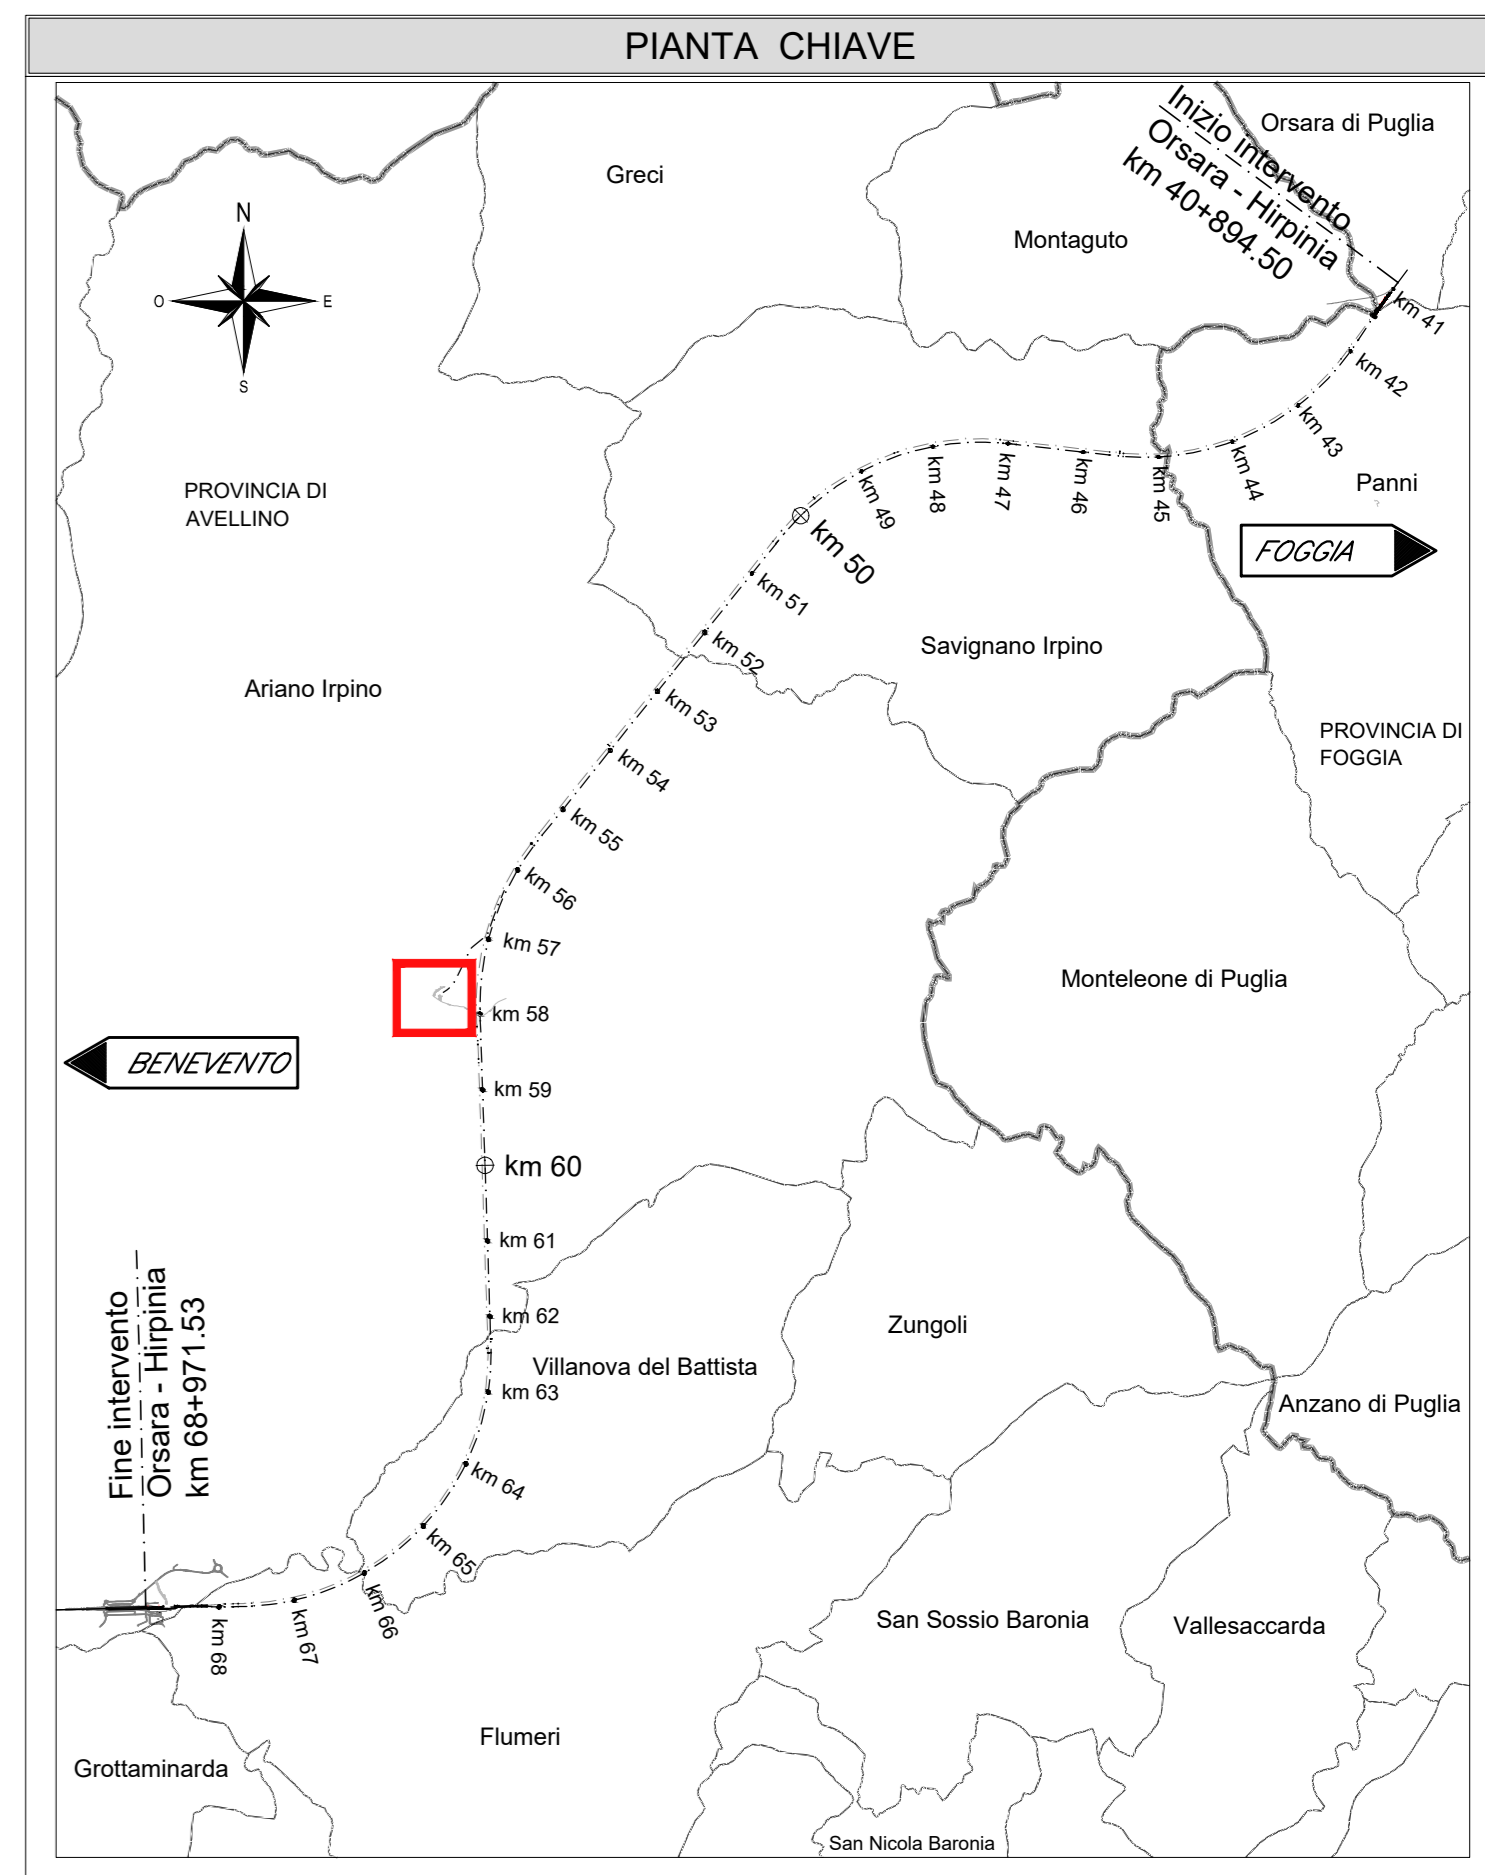 PIANTA CHIAVE
Inizio intervento
Orsara - Hirpinia
km 40+894.50
Orsara di Puglia
Greci
Montaguto
N
O
E
S
km 41
km 42
km 43
km 44
km 45
km 46
km 47
km 48
km 49
km 50
Panni
?
PROVINCIA DI
AVELLINO
FOGGIA
km 51
km 52
Savignano Irpino
Ariano Irpino
km 53
PROVINCIA DI
FOGGIA
km 54
km 55
km 56
km 57
Monteleone di Puglia
km 58
BENEVENTO
km 59
km 60
km 61
Fine intervento
Orsara - Hirpinia
km 68+971.53
km 62
Zungoli
Villanova del Battista
km 63
Anzano di Puglia
km 64
km 65
km 66
km 67
km 68
San Sossio Baronia
Vallesaccarda
Flumeri
Grottaminarda
San Nicola Baronia